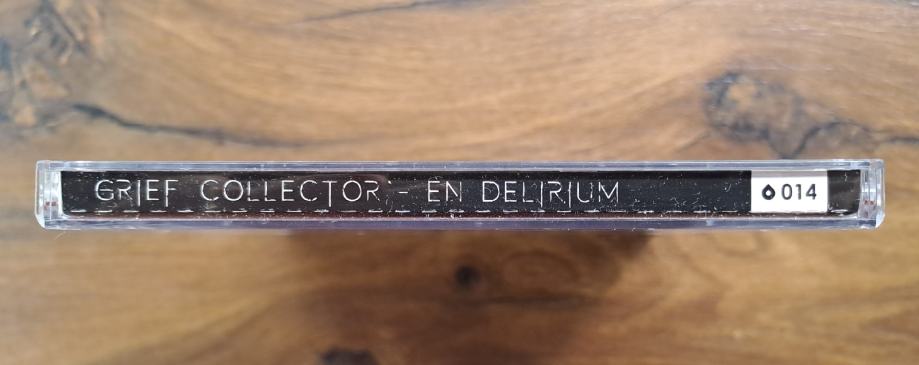 GRIEF COLLECTOR - EN DELIRIUM
014